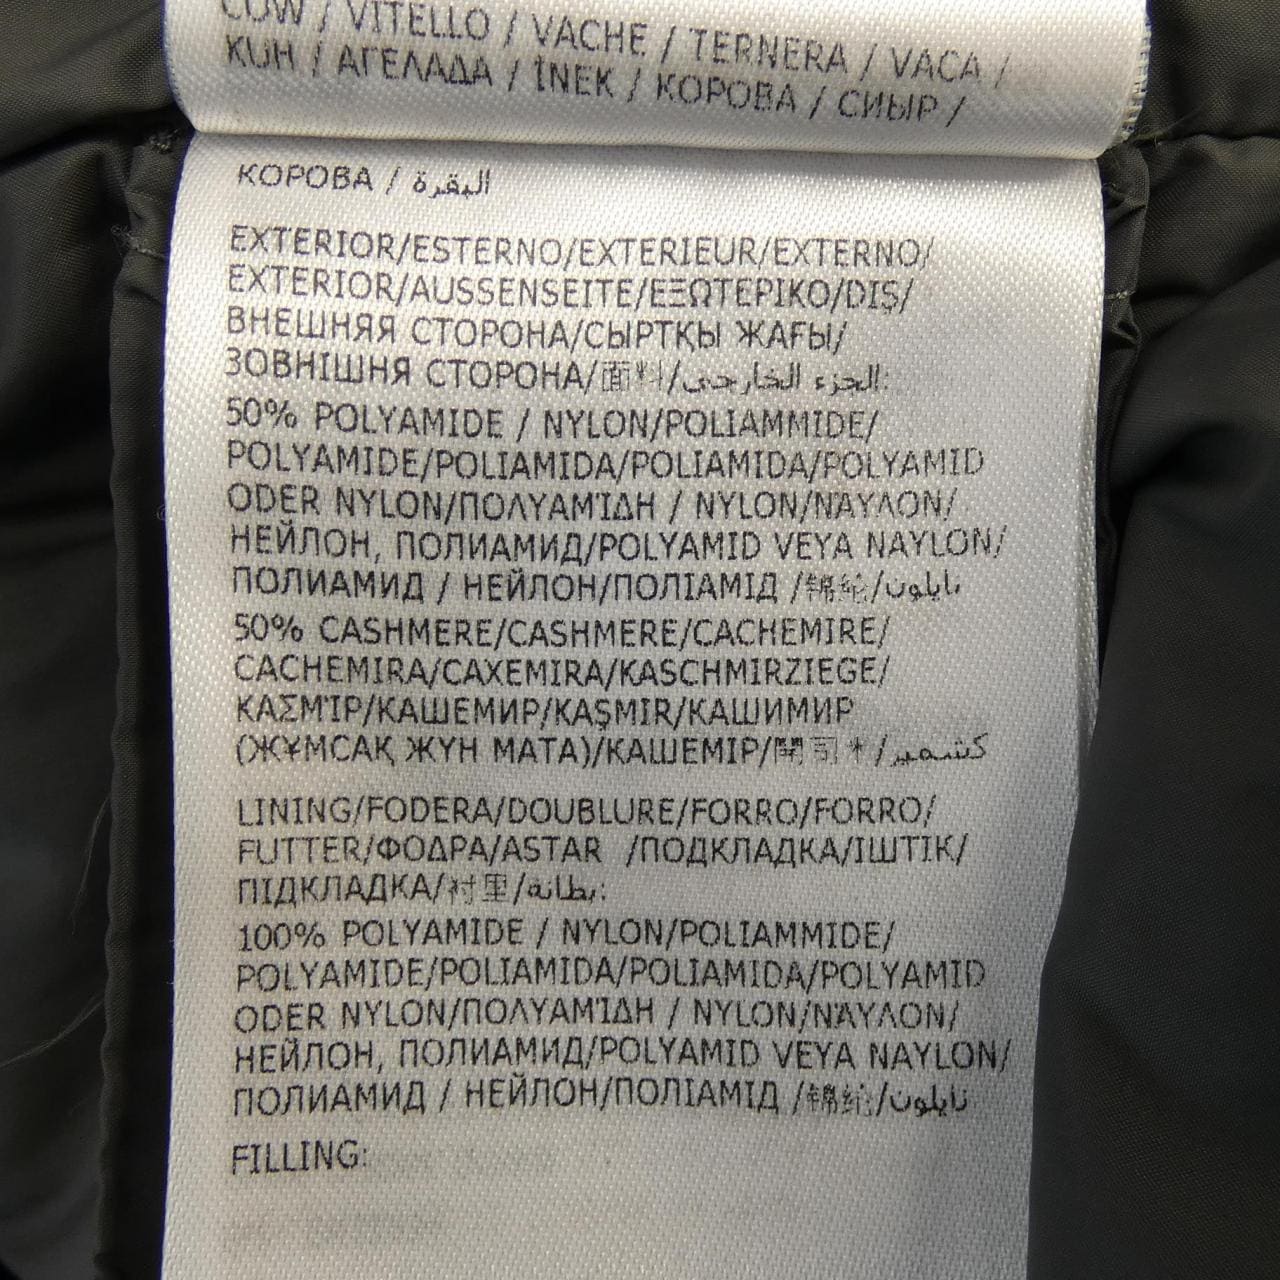 COW / VITELLO / VACHE / TERNERA / VACA /
KUH / ΑΓΕΛΑΔΑ / İNEK / КОРОВА / СИЫР /
КОРОВА / البقرة
EXTERIOR/ESTERNO/EXTERIEUR/EXTERNO/
EXTERIOR/AUSSENSEITE/ΕΞΩΤΕΡΙΚΟ/DIŞ/
ВНЕШНЯЯ СТОРОНА/СЫРТҚЫ ЖАҒЫ/
ЗОВНІШНЯ СТОРОНА/面料/الجزء الخارجي:
50% POLYAMIDE / NYLON/POLIAMMIDE/
POLYAMIDE/POLIAMIDA/POLIAMIDA/POLYAMID
ODER NYLON/ΠΟΛΥΑΜΊΔΗ / NYLON/ΝΆΥΛΟΝ/
НЕЙЛОН, ПОЛИАМИД/POLYAMID VEYA NAYLON/
ПОЛИАМИД / НЕЙЛОН/ПОЛІАМІД /锦纶/نايلون
50% CASHMERE/CASHMERE/CACHEMIRE/
CACHEMIRA/CAXEMIRA/KASCHMIRZIEGE/
ΚΑΣΜΊΡ/КАШЕМИР/KAŞMIR/КАШИМИР
(ЖҰМСАҚ ЖҮН МАТА)/КАШЕМІР/開司米/كشمير
LINING/FODERA/DOUBLURE/FORRO/FORRO/
FUTTER/ΦΟΔΡΑ/ASTAR /ПОДКЛАДКА/ІШТІК/
ПІДКЛАДКА/衬里/بطانة:
100% POLYAMIDE / NYLON/POLIAMMIDE/
POLYAMIDE/POLIAMIDA/POLIAMIDA/POLYAMID
ODER NYLON/ΠΟΛΥΑΜΊΔΗ / NYLON/ΝΆΥΛΟΝ/
НЕЙЛОН, ПОЛИАМИД/POLYAMID VEYA NAYLON/
ПОЛИАМИД / НЕЙЛОН/ПОЛІАМІД /锦纶/نايلون
FILLING: